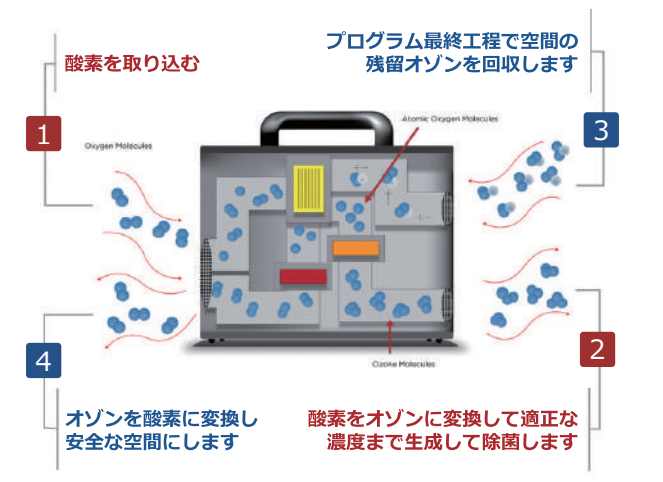 酸素を取り込む
1
Oxygen Molecules
プログラム最終工程で空間の
残留オゾンを回収します
3
Atomic Oxygen Molecules
4
オゾンを酸素に変換し
安全な空間にします
Ozone Molecules
2
酸素をオゾンに変換して適正な
濃度まで生成して除菌します